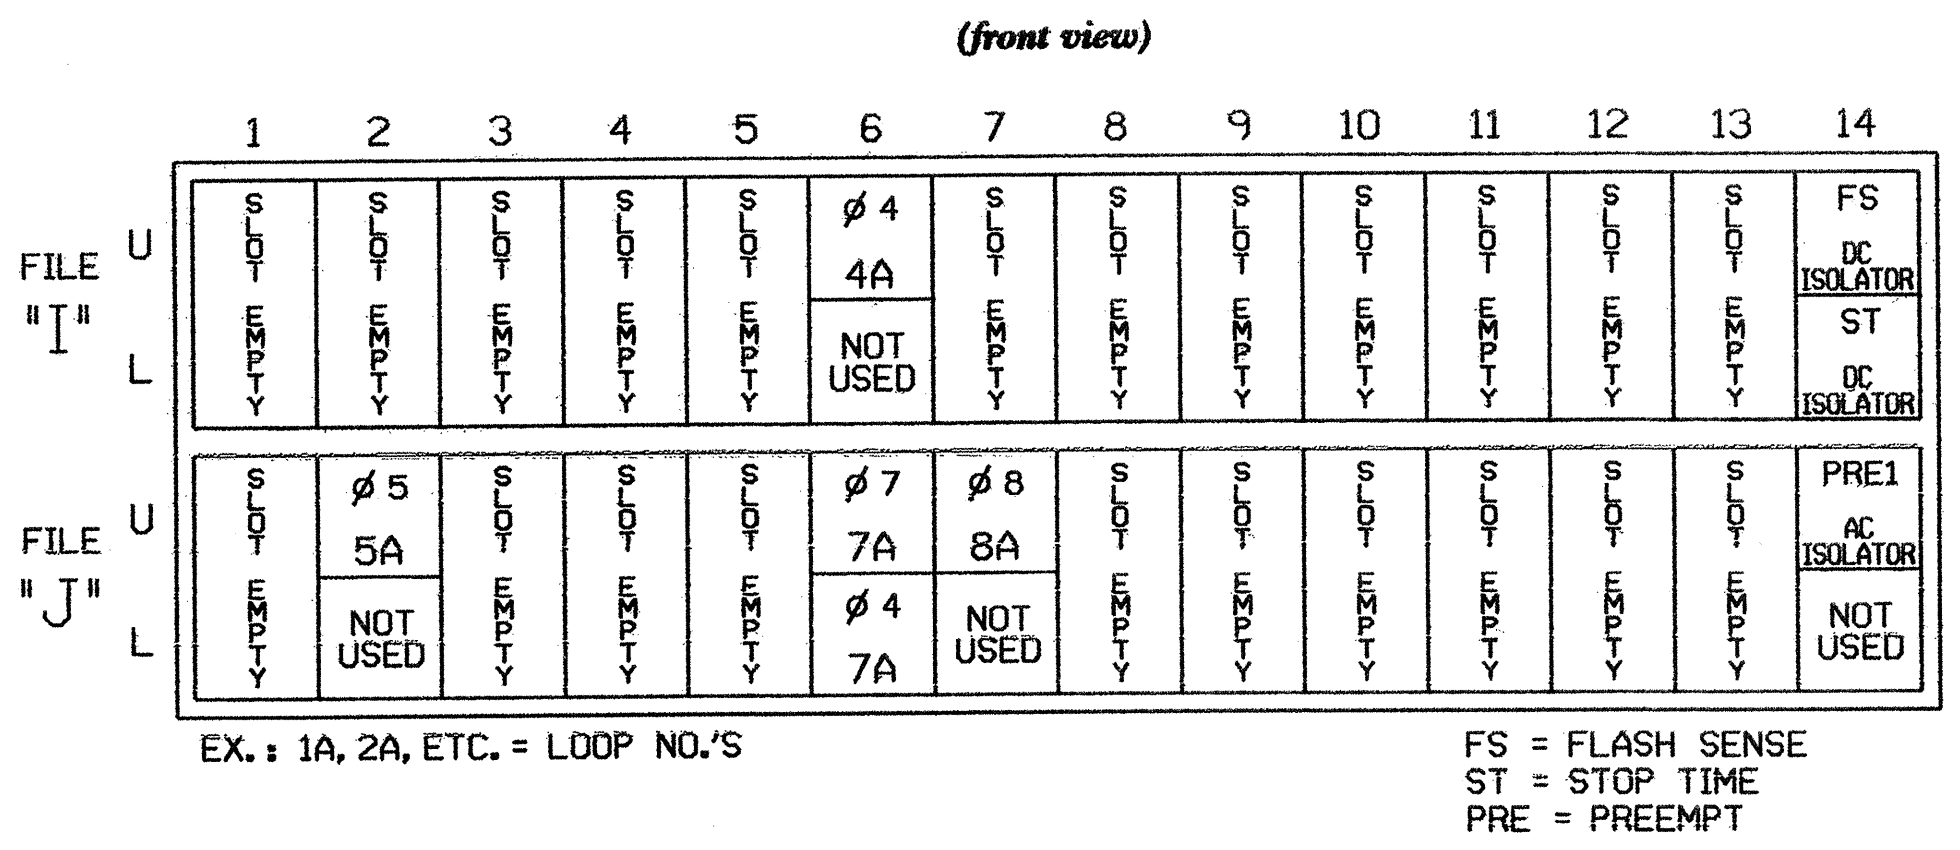 (front view)
1 2 3 4 5 6 7 8 9 10 11 12 13 14
FILE "I"
U
L
SLOT EMPTY
SLOT EMPTY
SLOT EMPTY
SLOT EMPTY
SLOT EMPTY
ø 4
4A
NOT
USED
SLOT EMPTY
SLOT EMPTY
SLOT EMPTY
SLOT EMPTY
SLOT EMPTY
SLOT EMPTY
SLOT EMPTY
FS
DC
ISOLATOR
ST
DC
ISOLATOR
FILE
"J"
U
L
SLOT EMPTY
ø 5
5A
NOT
USED
SLOT EMPTY
SLOT EMPTY
SLOT EMPTY
ø 7
7A
ø 4
7A
ø 8
8A
NOT
USED
SLOT EMPTY
SLOT EMPTY
SLOT EMPTY
SLOT EMPTY
SLOT EMPTY
SLOT EMPTY
PRE1
AC
ISOLATOR
NOT
USED
EX.: 1A, 2A, ETC. = LOOP NO.'S
FS = FLASH SENSE
ST = STOP TIME
PRE = PREEMPT